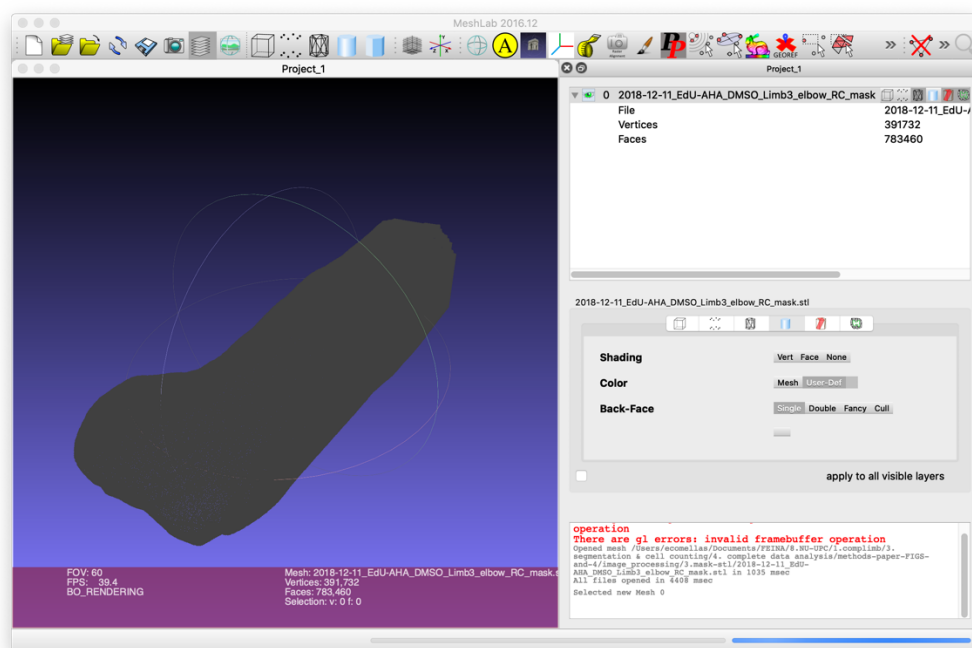 MeshLab 2016.12
A
PP
GEOREF
»
»
Project_1
Project_1
0 2018-12-11_EdU-AHA_DMSO_Limb3_elbow_RC_mask
File 2018-12-11_EdU-
Vertices 391732
Faces 783460
2018-12-11_EdU-AHA_DMSO_Limb3_elbow_RC_mask.stl
Shading Vert Face None
Color Mesh User-Def
Back-Face Single Double Fancy Cull
apply to all visible layers
operation
There are gl errors: invalid framebuffer operation
Opened mesh /Users/ecomellas/Documents/FEINA/8.NU-UPC/1.complimb/3.
segmentation & cell counting/4. complete data analysis/methods-paper-FIGS-
and-4/image_processing/3.mask-stl/2018-12-11_EdU-
AHA_DMSO_Limb3_elbow_RC_mask.stl in 1035 msec
All files opened in 4408 msec
Selected new Mesh 0
FOV: 60
FPS: 39.4
BO_RENDERING
Mesh: 2018-12-11_EdU-AHA_DMSO_Limb3_elbow_RC_mask.s
Vertices: 391,732
Faces: 783,460
Selection: v: 0 f: 0